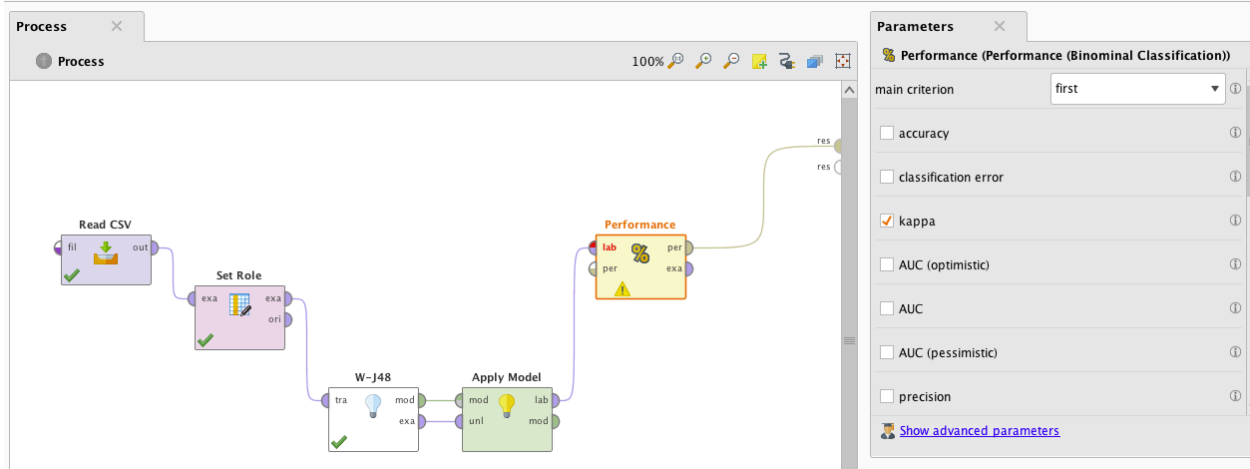 Process
Process
100%
res
res
Read CSV
fil out
Set Role
exa exa
ori
W-J48
tra mod
exa
Apply Model
mod lab
unl mod
Performance
lab per
per exa
%
Parameters
% Performance (Performance (Binominal Classification))
main criterion first
accuracy
classification error
kappa
AUC (optimistic)
AUC
AUC (pessimistic)
precision
Show advanced parameters